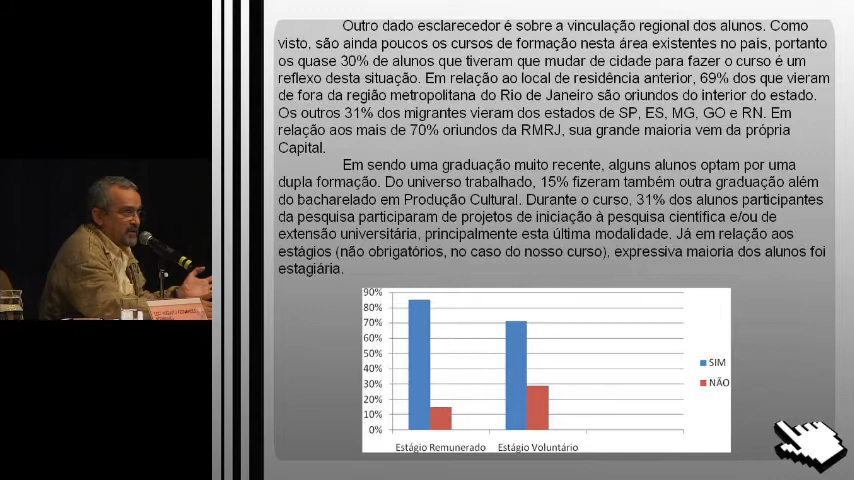 Outro dado esclarecedor é sobre a vinculação regional dos alunos. Como
visto, são ainda poucos os cursos de formação nesta área existentes no país, portanto
os quase 30% de alunos que tiveram que mudar de cidade para fazer o curso é um
reflexo desta situação. Em relação ao local de residência anterior, 69% dos que vieram
de fora da região metropolitana do Rio de Janeiro são oriundos do interior do estado.
Os outros 31% dos migrantes vieram dos estados de SP, ES, MG, GO e RN. Em
relação aos mais de 70% oriundos da RMRJ, sua grande maioria vem da própria
Capital.
Em sendo uma graduação muito recente, alguns alunos optam por uma
dupla formação. Do universo trabalhado, 15% fizeram também outra graduação além
do bacharelado em Produção Cultural. Durante o curso, 31% dos alunos participantes
da pesquisa participaram de projetos de iniciação à pesquisa científica e/ou de
extensão universitária, principalmente esta última modalidade. Já em relação aos
estágios (não obrigatórios, no caso do nosso curso), expressiva maioria dos alunos foi
estagiária.
90%
80%
70%
60%
50%
40%
30%
20%
10%
0%
Estágio Remunerado Estágio Voluntário
SIM
NÃO